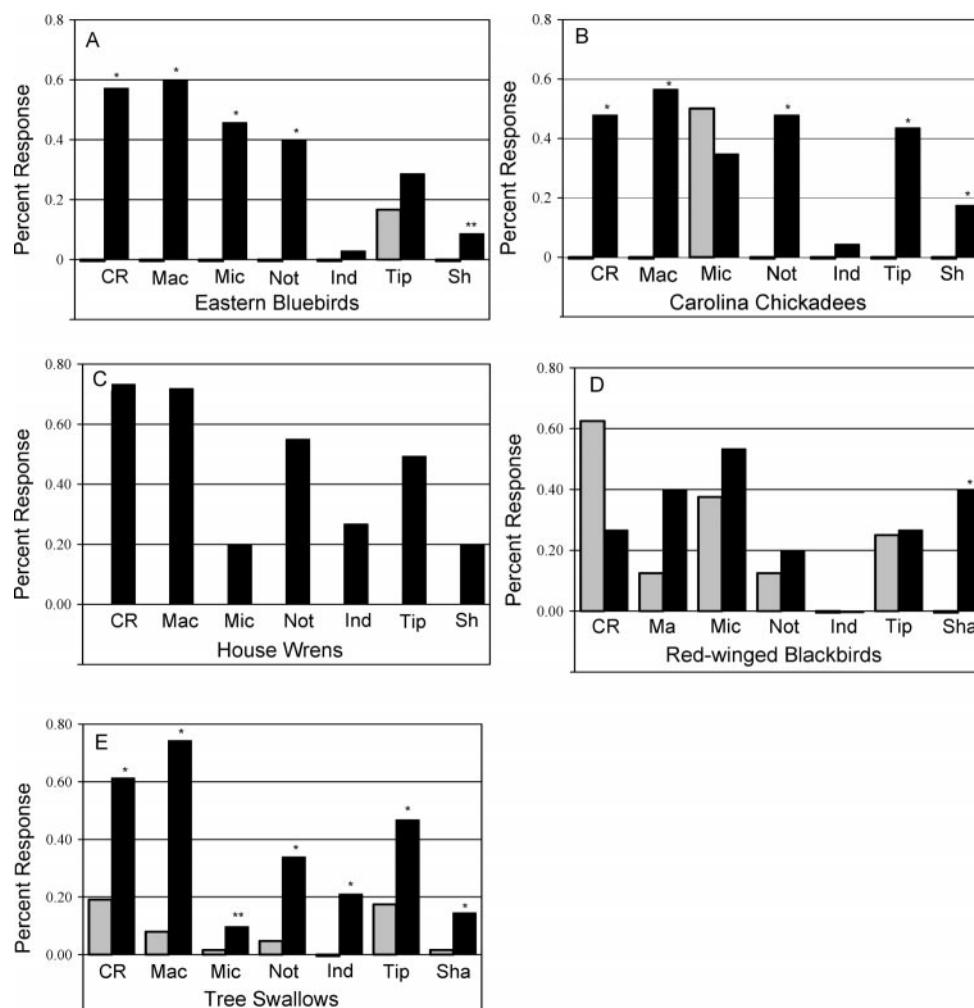 A
Percent Response
0.8
0.6
0.4
0.2
0
* * * * **
CR Mac Mic Not Ind Tip Sh
Eastern Bluebirds
B
Percent Response
0.8
0.6
0.4
0.2
0
* * * * *
CR Mac Mic Not Ind Tip Sh
Carolina Chickadees
C
Percent Response
0.80
0.60
0.40
0.20
0.00
CR Mac Mic Not Ind Tip Sh
House Wrens
D
Percent Response
0.80
0.60
0.40
0.20
0.00
*
CR Ma Mic Not Ind Tip Sha
Red-winged Blackbirds
E
Percent Response
0.80
0.60
0.40
0.20
0.00
* * ** * * * *
CR Mac Mic Not Ind Tip Sha
Tree Swallows